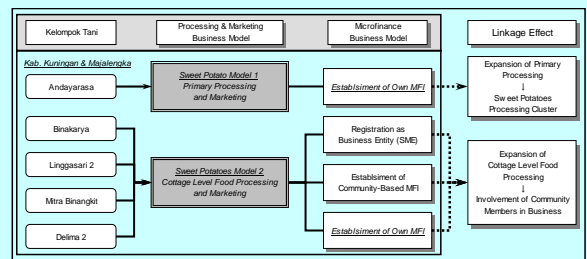 Kelompok Tani
Processing & Marketing
Business Model
Microfinance
Business Model
Linkage Effect
Kab. Kuningan & Majalengka
Andayarasa
Sweet Potato Model 1
Primary Processing
and Marketing
Establisment of Own MFI
Expansion of Primary
Processing
↓
Sweet Potatoes
Processing Cluster
Binakarya
Linggasari 2
Mitra Binangkit
Delima 2
Sweet Potatoes Model 2
Cottage Level Food Processing
and Marketing
Registration as
Business Entity (SME)
Establisment of
Community-Based MFI
Establisment of Own MFI
Expansion of
Cottage Level Food
Processing
↓
Involvement of Community
Members in Business